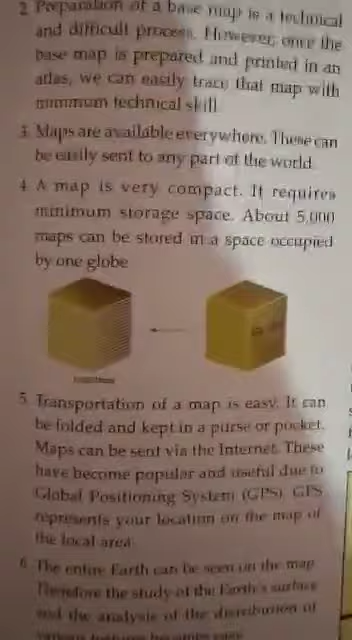 2. Preparation of a base map is a technical
and difficult process. However, once the
base map is prepared and printed in an
atlas, we can easily trace that map with
minimum technical skill.
3. Maps are available everywhere. These can
be easily sent to any part of the world.
4. A map is very compact. It requires
minimum storage space. About 5,000
maps can be stored in a space occupied
by one globe.
5. Transportation of a map is easy. It can
be folded and kept in a purse or pocket.
Maps can be sent via the Internet. These
have become popular and useful due to
Global Positioning System (GPS). GPS
represents your location on the map of
the local area.
6. The entire Earth can be seen on the map.
Therefore the study of the Earth's surface
and the analysis of the distribution of
various features